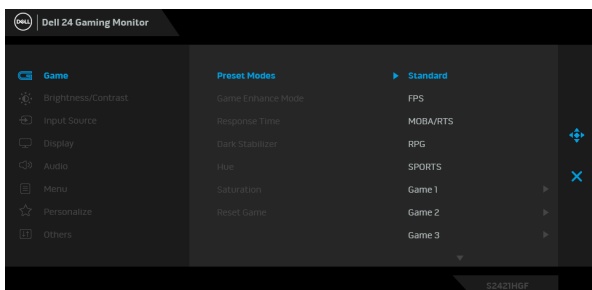 DELL
Dell 24 Gaming Monitor
Game
Brightness/Contrast
Input Source
Display
Audio
Menu
Personalize
Others
Preset Modes
Game Enhance Mode
Response Time
Dark Stabilizer
Hue
Saturation
Reset Game
Standard
FPS
MOBA/RTS
RPG
SPORTS
Game 1
Game 2
Game 3
S2421HGF